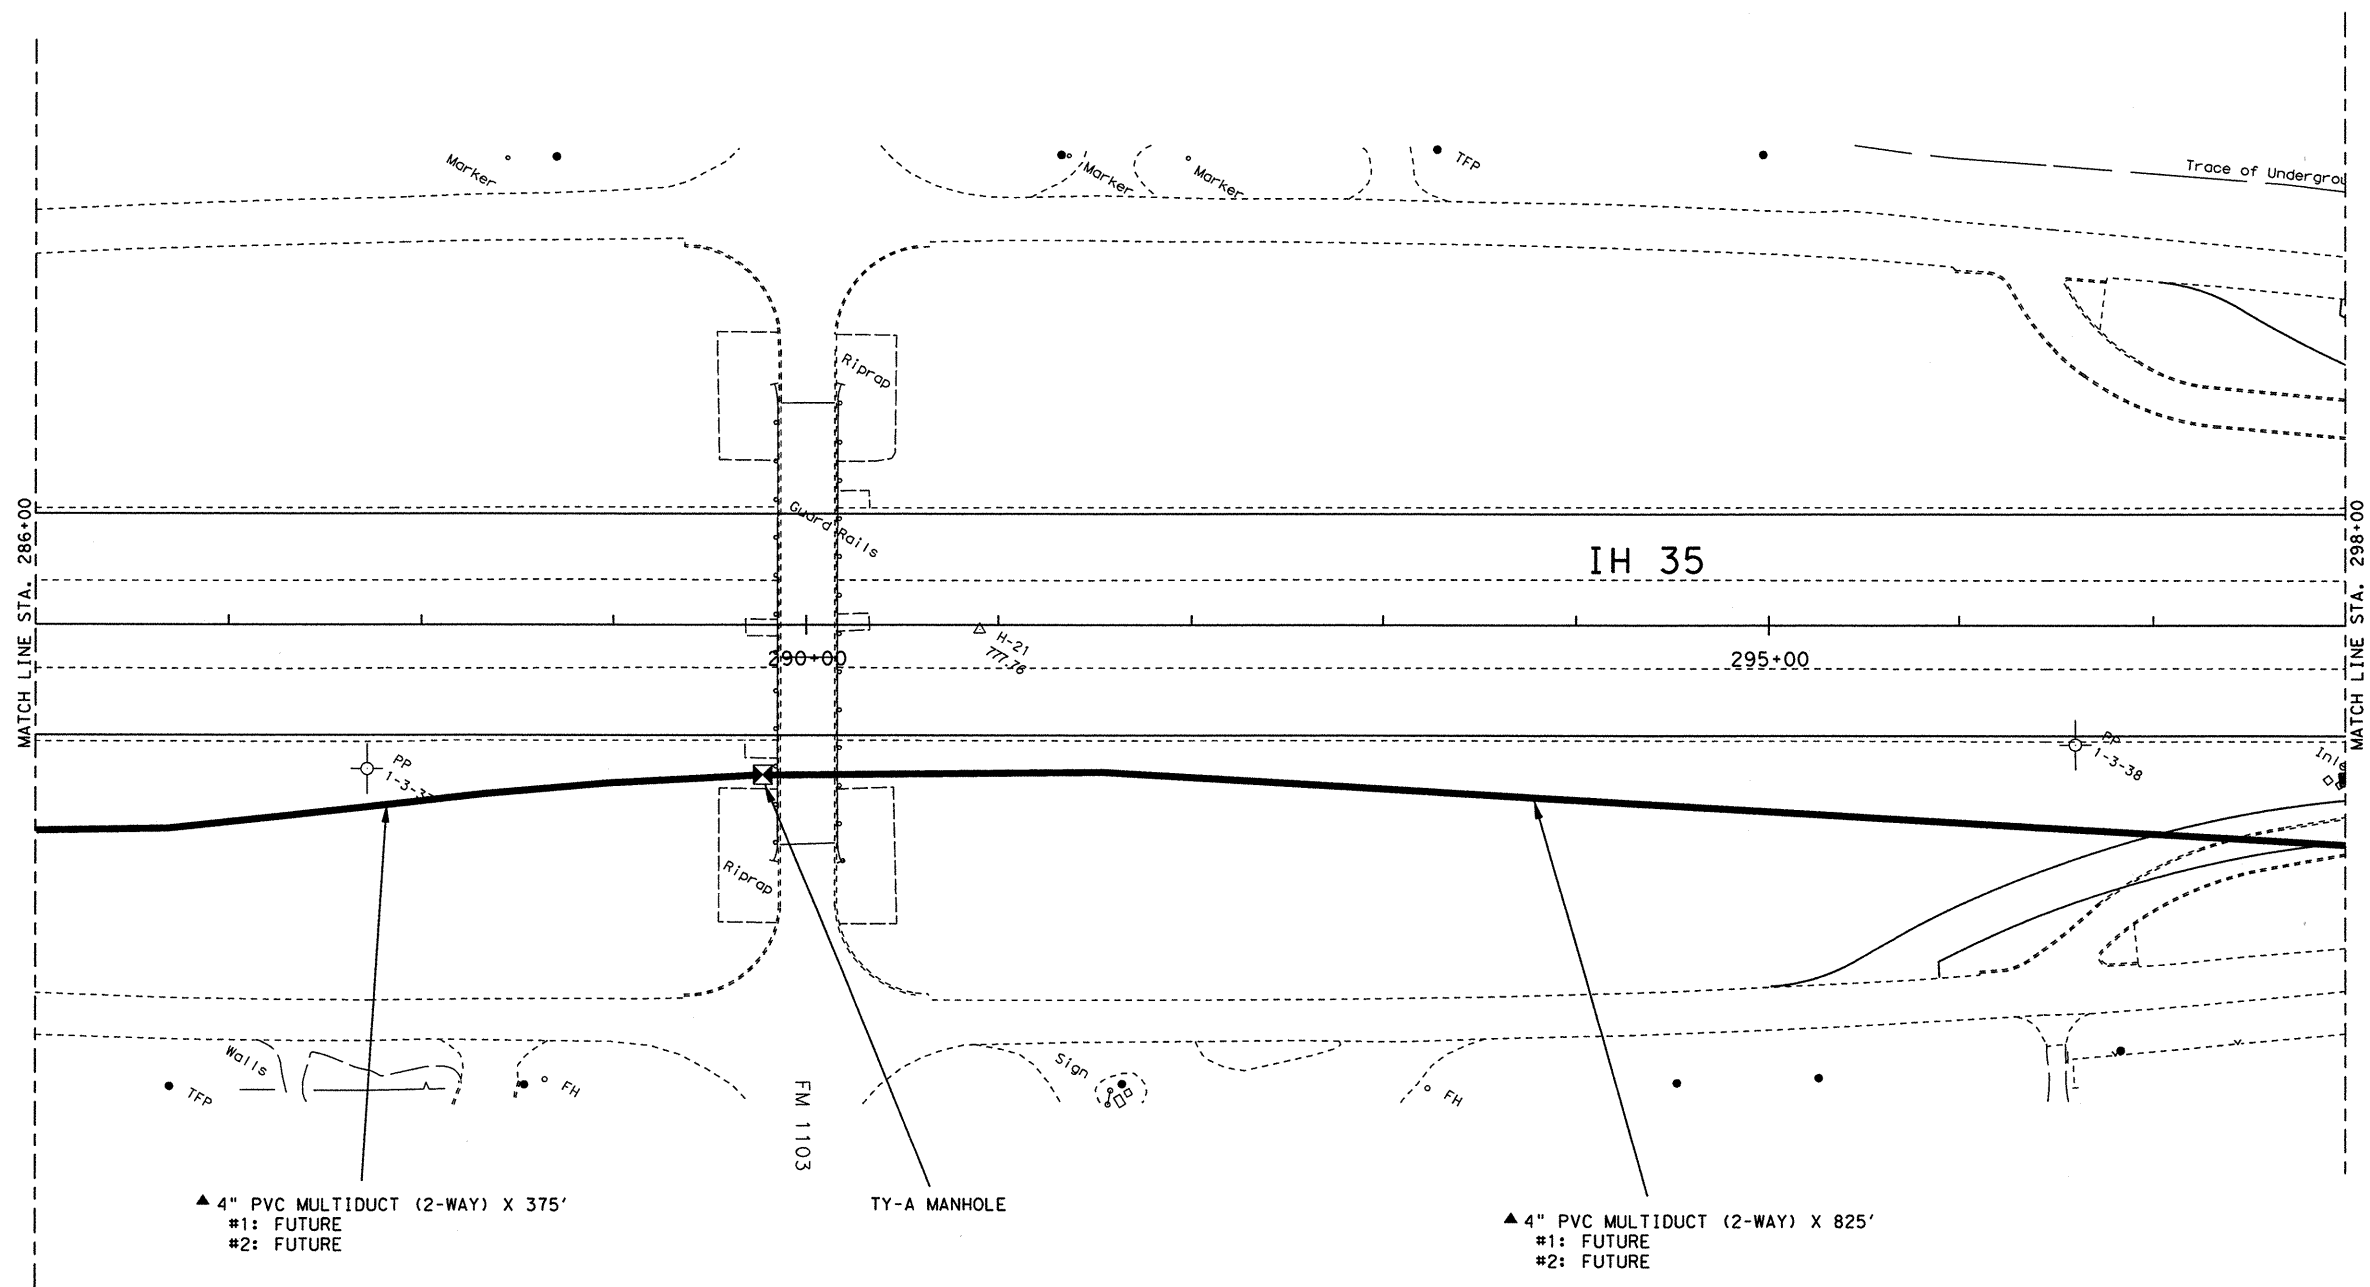 Marker
Marker
Marker
TFP
Trace of Undergrou
Riprap
Guard Rails
IH 35
MATCH LINE STA. 286+00
MATCH LINE STA. 298+00
H-21
777.76
290+00
295+00
PP
PP
1-3-38
Inle
Riprap
Walls
TFP
FH
Sign
FH
FM 1103
▲ 4" PVC MULTIDUCT (2-WAY) X 375'
#1: FUTURE
#2: FUTURE
TY-A MANHOLE
▲ 4" PVC MULTIDUCT (2-WAY) X 825'
#1: FUTURE
#2: FUTURE